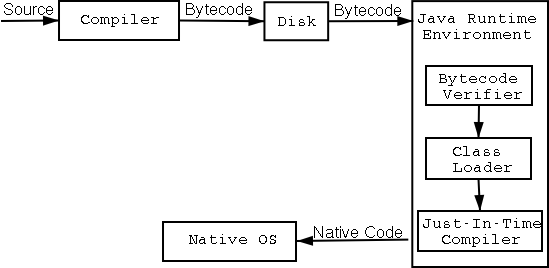 Source
Compiler
Bytecode
Disk
Bytecode
Java Runtime
Environment
Bytecode
Verifier
Class
Loader
Just-In-Time
Compiler
Native Code
Native OS